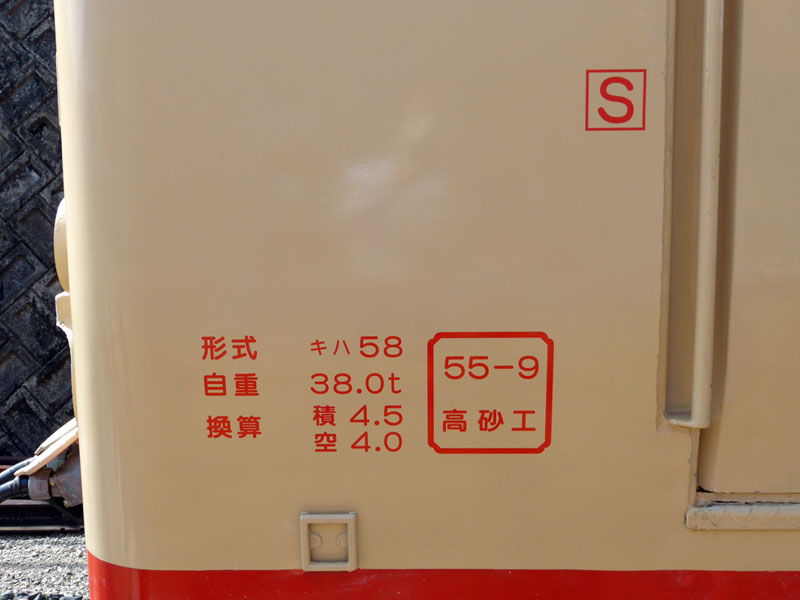 S
形式 キハ58
自重 38.0t
換算 積 4.5
空 4.0
55-9
高砂工